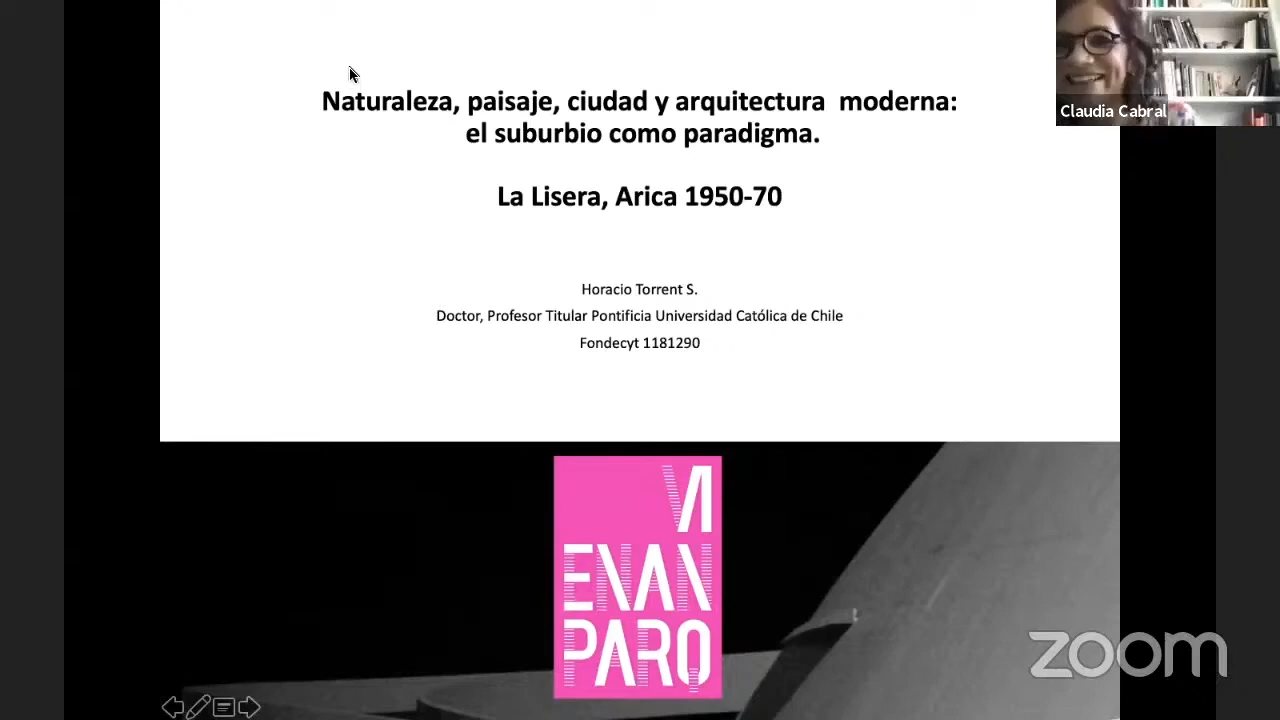 Naturaleza, paisaje, ciudad y arquitectura moderna:
el suburbio como paradigma.
La Lisera, Arica 1950-70
Claudia Cabral
Horacio Torrent S.
Doctor, Profesor Titular Pontificia Universidad Católica de Chile
Fondecyt 1181290
VI
ENAN
PARQ
zoom